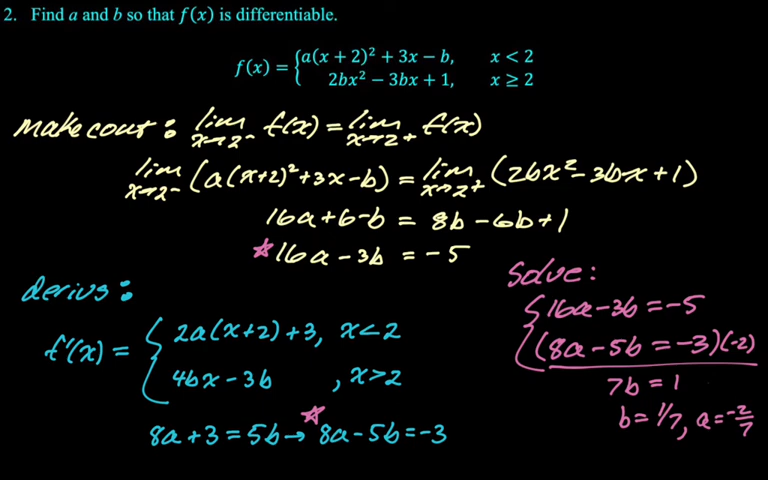 2. Find a and b so that f(x) is differentiable.
f(x) = { a(x + 2)² + 3x − b, x < 2
2bx² − 3bx + 1, x ≥ 2
make cont: lim x→2⁻ f(x) = lim x→2+ f(x)
lim x→2⁻ (a(x+2)²+3x−b) = lim x→2+ (2bx²−3bx+1)
16a+6−b = 8b −6b+1
☆16a −3b = −5
derivs:
f'(x) = { 2a(x+2)+3, x<2
4bx−3b , x>2
8a+3=5b→ ☆8a−5b=−3
Solve:
{ 16a−3b=−5
(8a−5b=−3)(−2)
7b = 1
b=1/7, a=−2/7